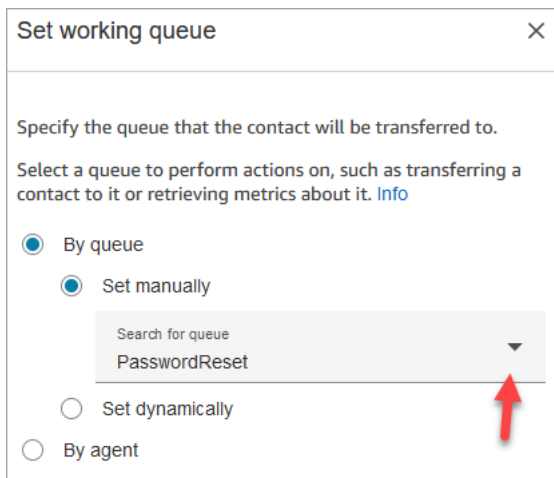 Set working queue
Specify the queue that the contact will be transferred to.
Select a queue to perform actions on, such as transferring a
contact to it or retrieving metrics about it. Info
By queue
Set manually
Search for queue
PasswordReset
Set dynamically
By agent